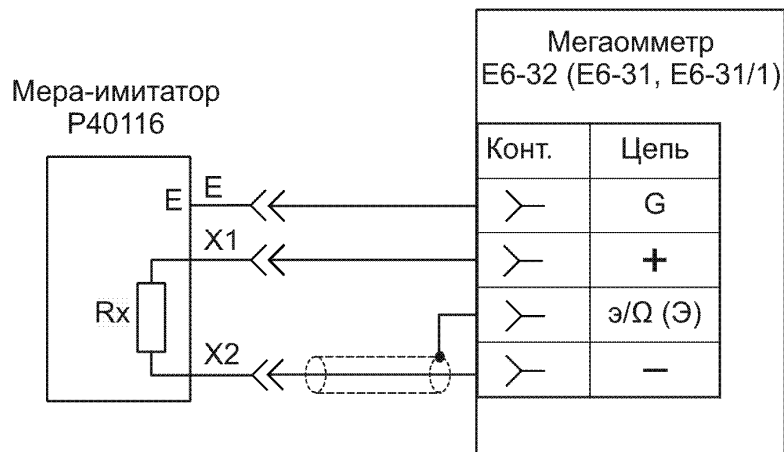 Мегаомметр
Е6-32 (Е6-31, Е6-31/1)
Мера-имитатор
Р40116
Конт. Цепь
E E G
X1 +
Rx э/Ω (Э)
X2 −